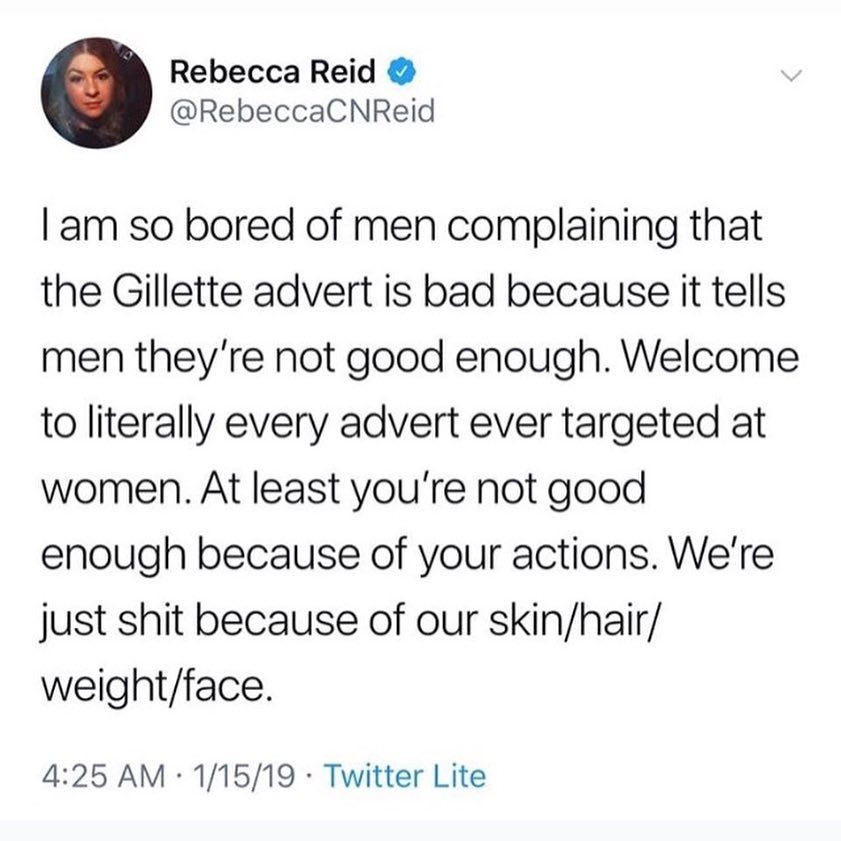 Rebecca Reid
@RebeccaCNReid
I am so bored of men complaining that
the Gillette advert is bad because it tells
men they're not good enough. Welcome
to literally every advert ever targeted at
women. At least you're not good
enough because of your actions. We're
just shit because of our skin/hair/
weight/face.
4:25 AM · 1/15/19 · Twitter Lite